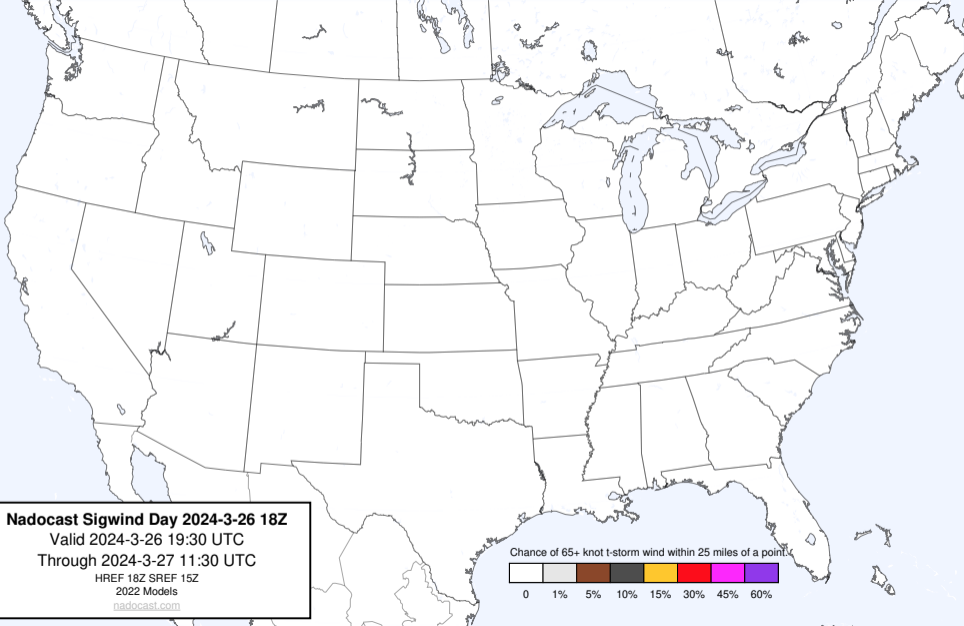 Nadocast Sigwind Day 2024-3-26 18Z
Valid 2024-3-26 19:30 UTC
Through 2024-3-27 11:30 UTC
HREF 18Z SREF 15Z
2022 Models
nadocast.com
Chance of 65+ knot t-storm wind within 25 miles of a point.
0 1% 5% 10% 15% 30% 45% 60%